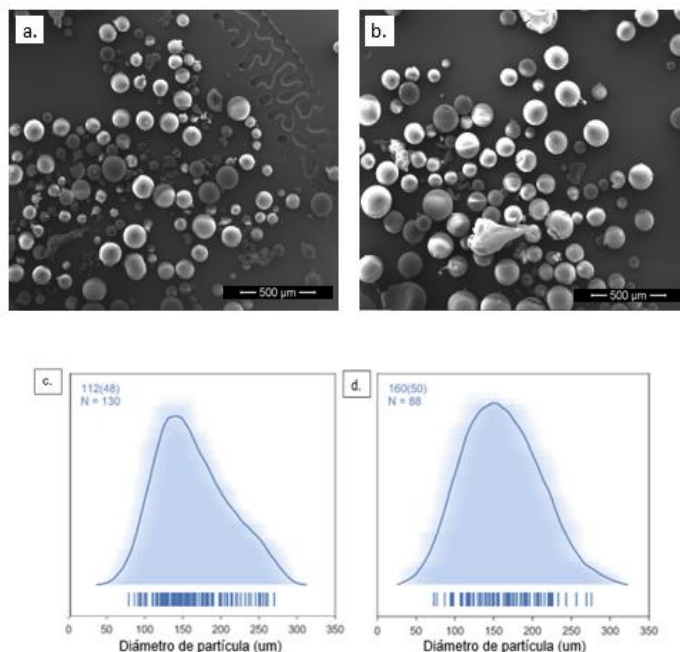 a.
500 µm
b.
500 µm
c.
112(48)
N = 130
0 50 100 150 200 250 300 350
Diámetro de partícula (um)
d.
160(50)
N = 88
0 50 100 150 200 250 300 350
Diámetro de partícula (um)